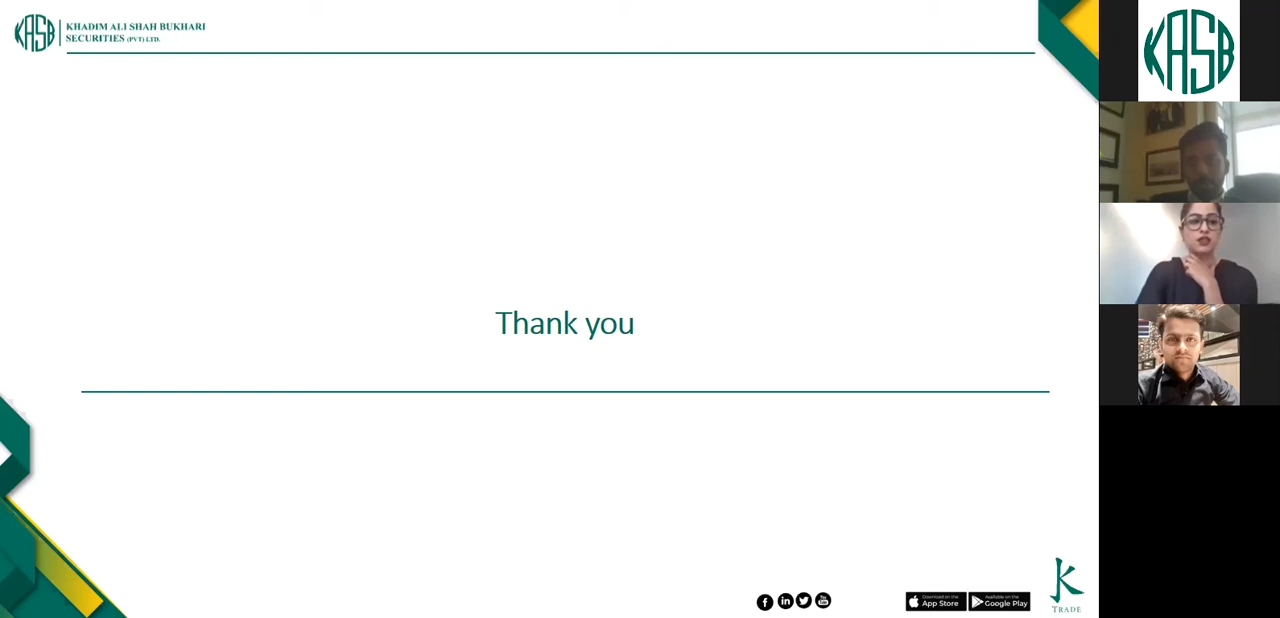 KASB
KHADIM ALI SHAH BUKHARI
SECURITIES (PVT) LTD.
KASB
Thank you
Download on the
App Store
Available on the
Google Play
K
TRADE